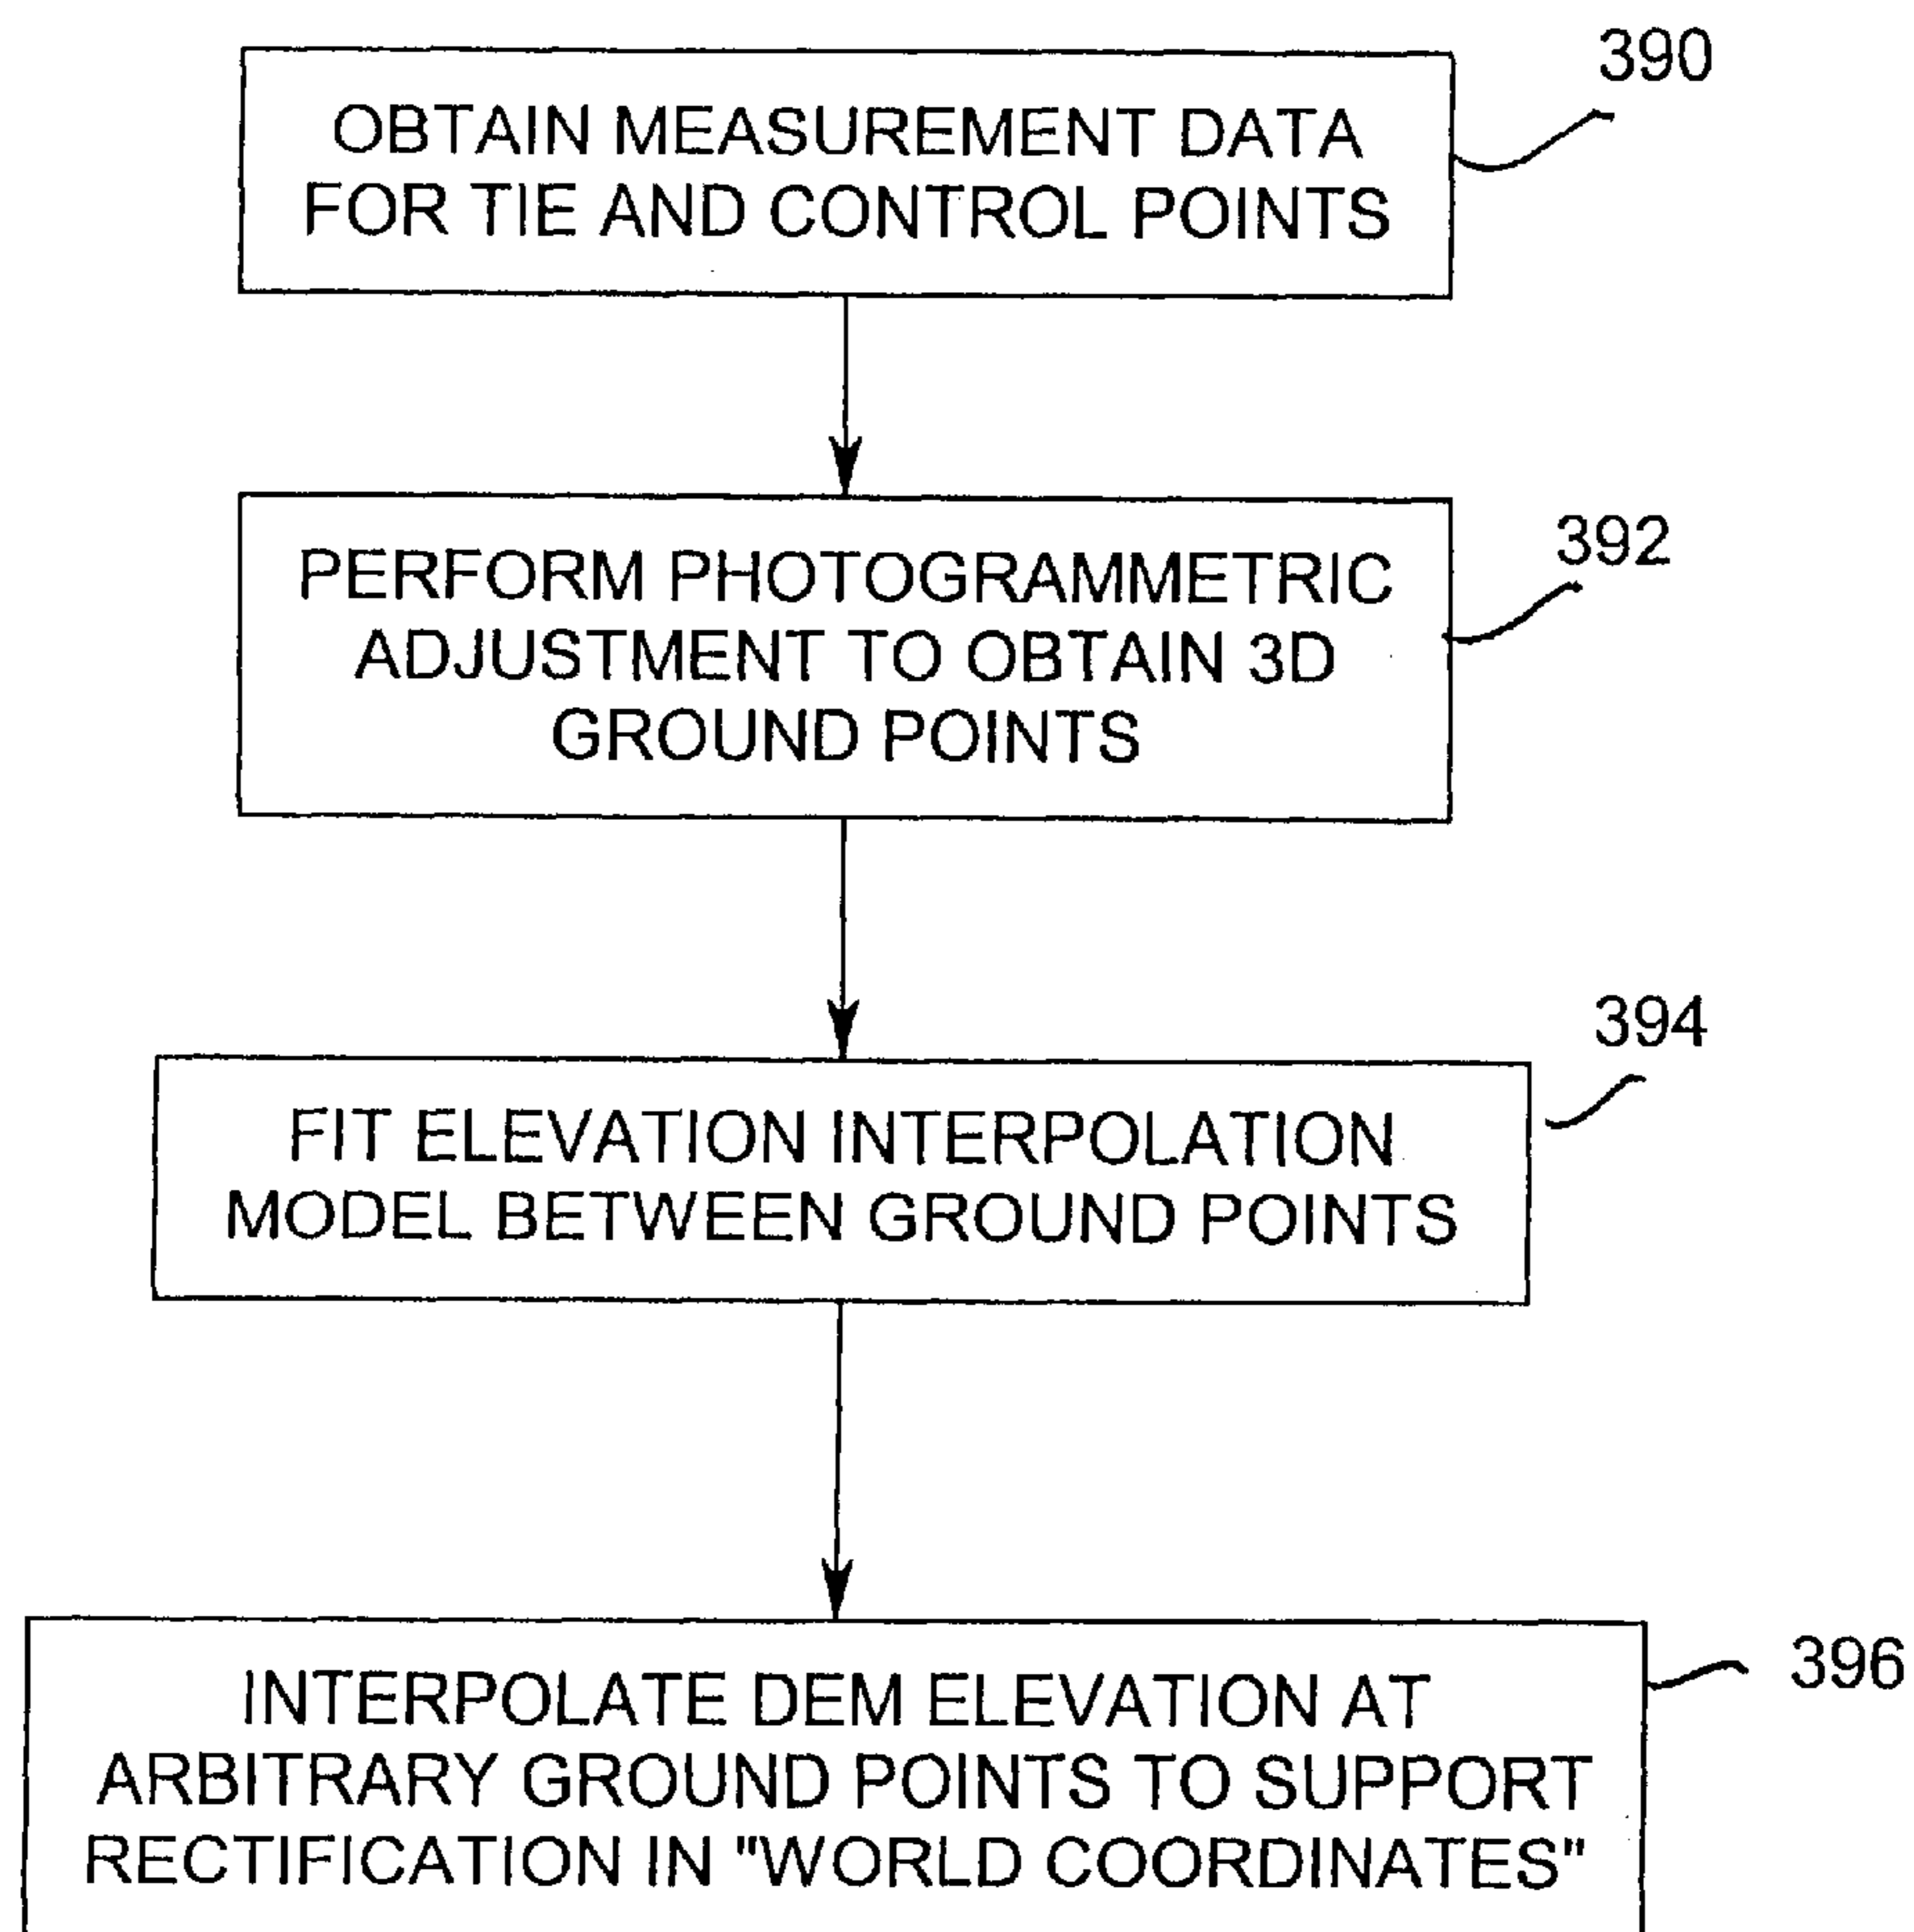 390
OBTAIN MEASUREMENT DATA
FOR TIE AND CONTROL POINTS
392
PERFORM PHOTOGRAMMETRIC
ADJUSTMENT TO OBTAIN 3D
GROUND POINTS
394
FIT ELEVATION INTERPOLATION
MODEL BETWEEN GROUND POINTS
396
INTERPOLATE DEM ELEVATION AT
ARBITRARY GROUND POINTS TO SUPPORT
RECTIFICATION IN "WORLD COORDINATES"